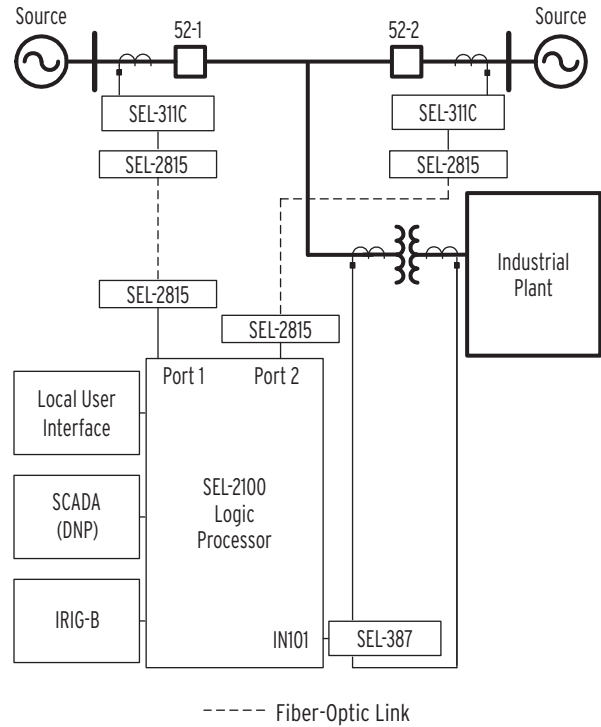 Source
52-1
52-2
Source
SEL-311C
SEL-311C
SEL-2815
SEL-2815
Industrial
Plant
SEL-2815
SEL-2815
Port 1
Port 2
Local User
Interface
SEL-2100
Logic
Processor
SCADA
(DNP)
IRIG-B
IN101
SEL-387
Fiber-Optic Link